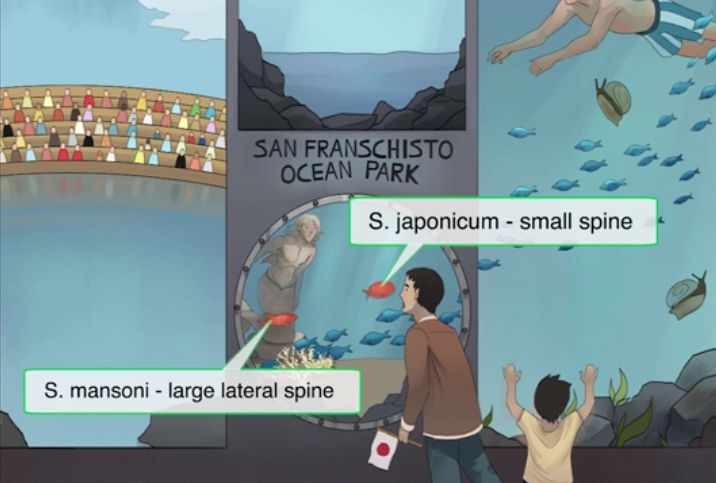 SAN FRANSCHISTO
OCEAN PARK
S. japonicum - small spine
S. mansoni - large lateral spine